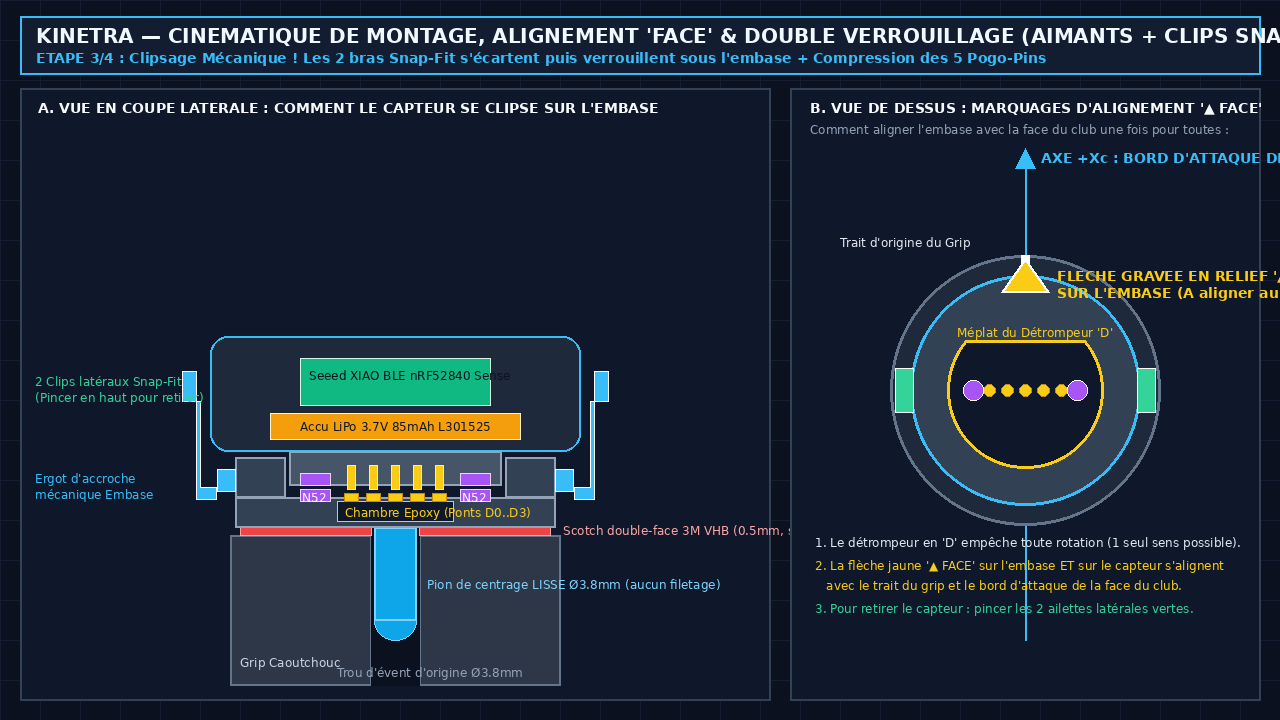 KINETRA — CINEMATIQUE DE MONTAGE, ALIGNEMENT 'FACE' & DOUBLE VERROUILLAGE (AIMANTS + CLIPS SNA
ETAPE 3/4 : Clipsage Mécanique ! Les 2 bras Snap-Fit s'écartent puis verrouillent sous l'embase + Compression des 5 Pogo-Pins
A. VUE EN COUPE LATERALE : COMMENT LE CAPTEUR SE CLIPSE SUR L'EMBASE
2 Clips latéraux Snap-Fit
(Pincer en haut pour retirer)
Seeed XIAO BLE nRF52840 Sense
Accu LiPo 3.7V 85mAh L301525
Ergot d'accroche
mécanique Embase
N52
N52
Chambre Epoxy (Ponts D0..D3)
Scotch double-face 3M VHB (0.5mm, s
Pion de centrage LISSE Ø3.8mm (aucun filetage)
Grip Caoutchouc
Trou d'évent d'origine Ø3.8mm
B. VUE DE DESSUS : MARQUAGES D'ALIGNEMENT '▲ FACE'
Comment aligner l'embase avec la face du club une fois pour toutes :
AXE +Xc : BORD D'ATTAQUE DE
Trait d'origine du Grip
FLECHE GRAVEE EN RELIEF '▲
SUR L'EMBASE (A aligner au
Méplat du Détrompeur 'D'
1. Le détrompeur en 'D' empêche toute rotation (1 seul sens possible).
2. La flèche jaune '▲ FACE' sur l'embase ET sur le capteur s'alignent
avec le trait du grip et le bord d'attaque de la face du club.
3. Pour retirer le capteur : pincer les 2 ailettes latérales vertes.